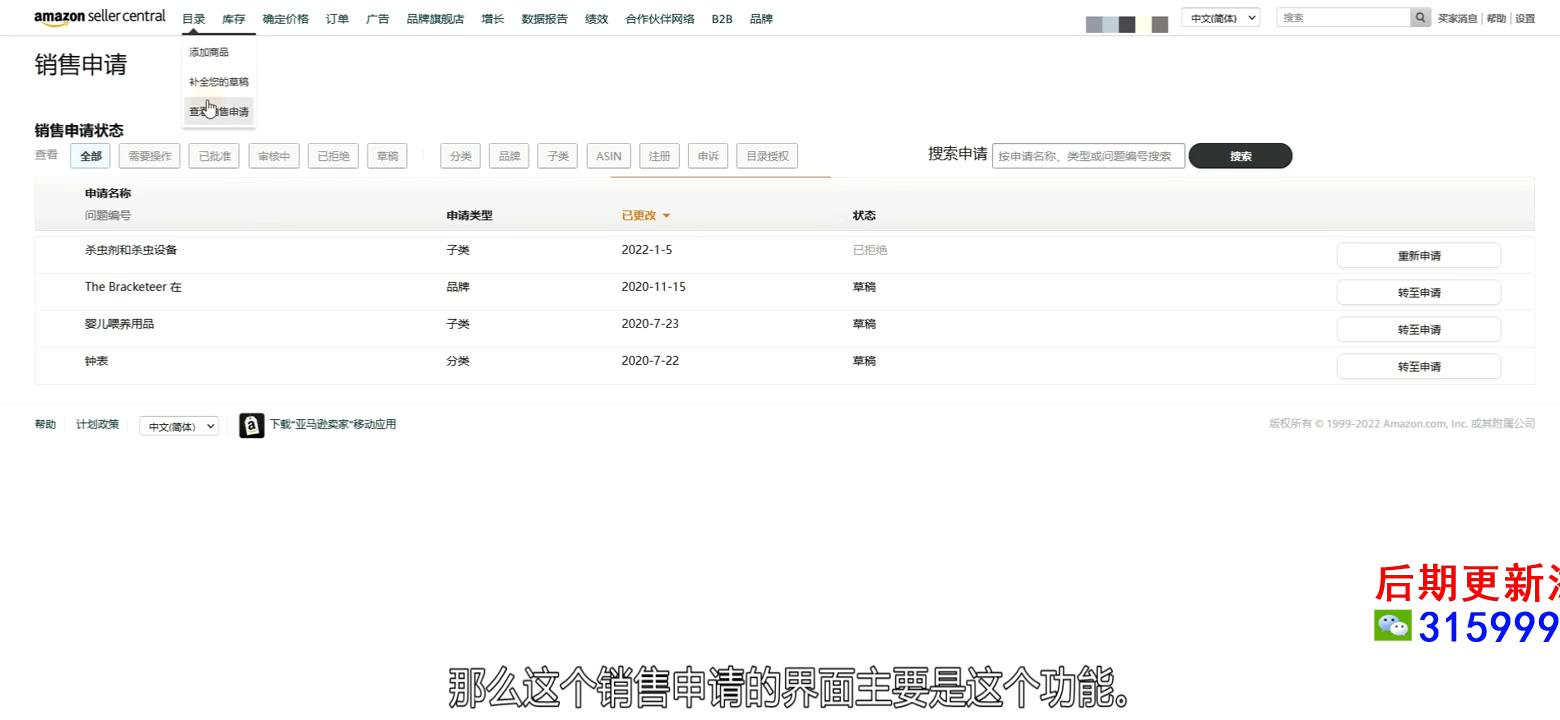 amazon seller central 目录 库存 确定价格 订单 广告 品牌旗舰店 增长 数据报告 绩效 合作伙伴网络 B2B 品牌 中文(简体) 搜索 买家消息 帮助 设置
添加商品
补全您的草稿
查看销售申请
销售申请
销售申请状态
查看 全部 需要操作 已批准 审核中 已拒绝 草稿 分类 品牌 子类 ASIN 注册 申诉 目录授权 搜索申请 按申请名称、类型或问题编号搜索 搜索
申请名称
问题编号 申请类型 已更改 状态
杀虫剂和杀虫设备 子类 2022-1-5 已拒绝 重新申请
The Bracketeer 在 品牌 2020-11-15 草稿 转至申请
婴儿喂养用品 子类 2020-7-23 草稿 转至申请
钟表 分类 2020-7-22 草稿 转至申请
帮助 计划政策 中文(简体) 下载“亚马逊卖家”移动应用 版权所有 © 1999-2022 Amazon.com, Inc. 或其附属公司
后期更新
315999
那么这个销售申请的界面主要是这个功能。